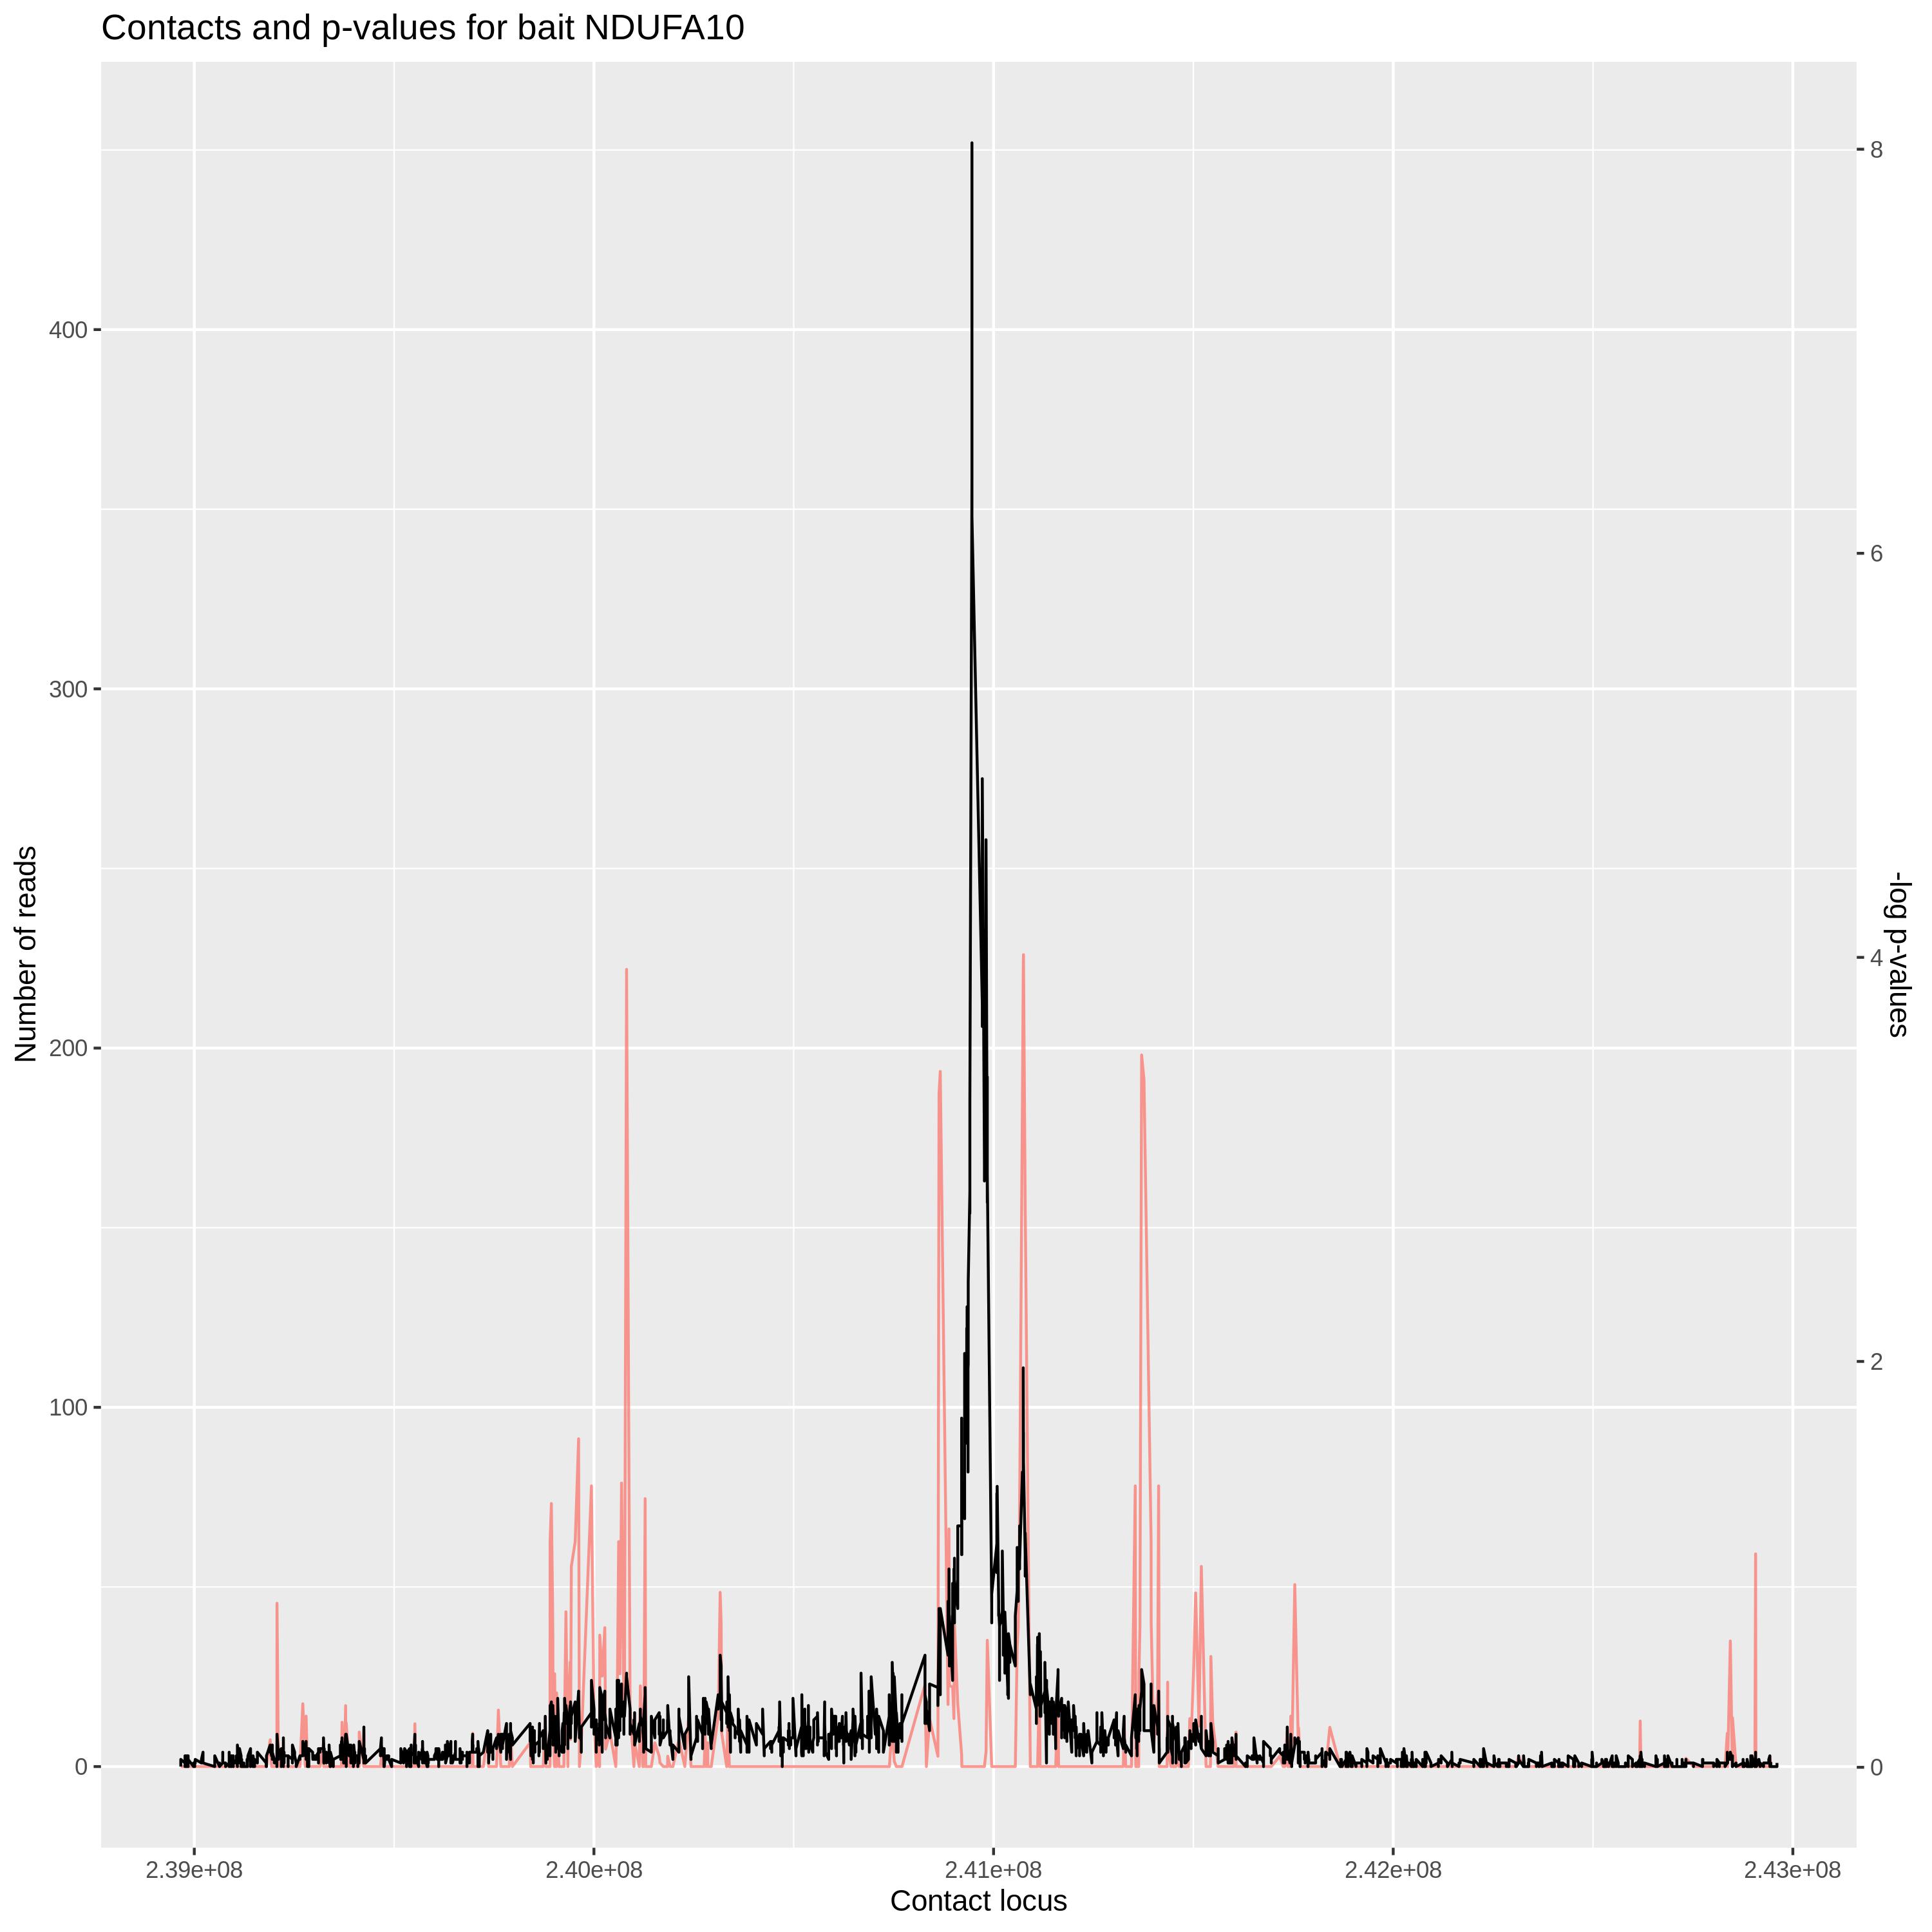 Contacts and p-values for bait NDUFA10
Number of reads
400
300
200
100
0
8
6
4
2
0
-log p-values
2.39e+08
2.40e+08
2.41e+08
2.42e+08
2.43e+08
Contact locus